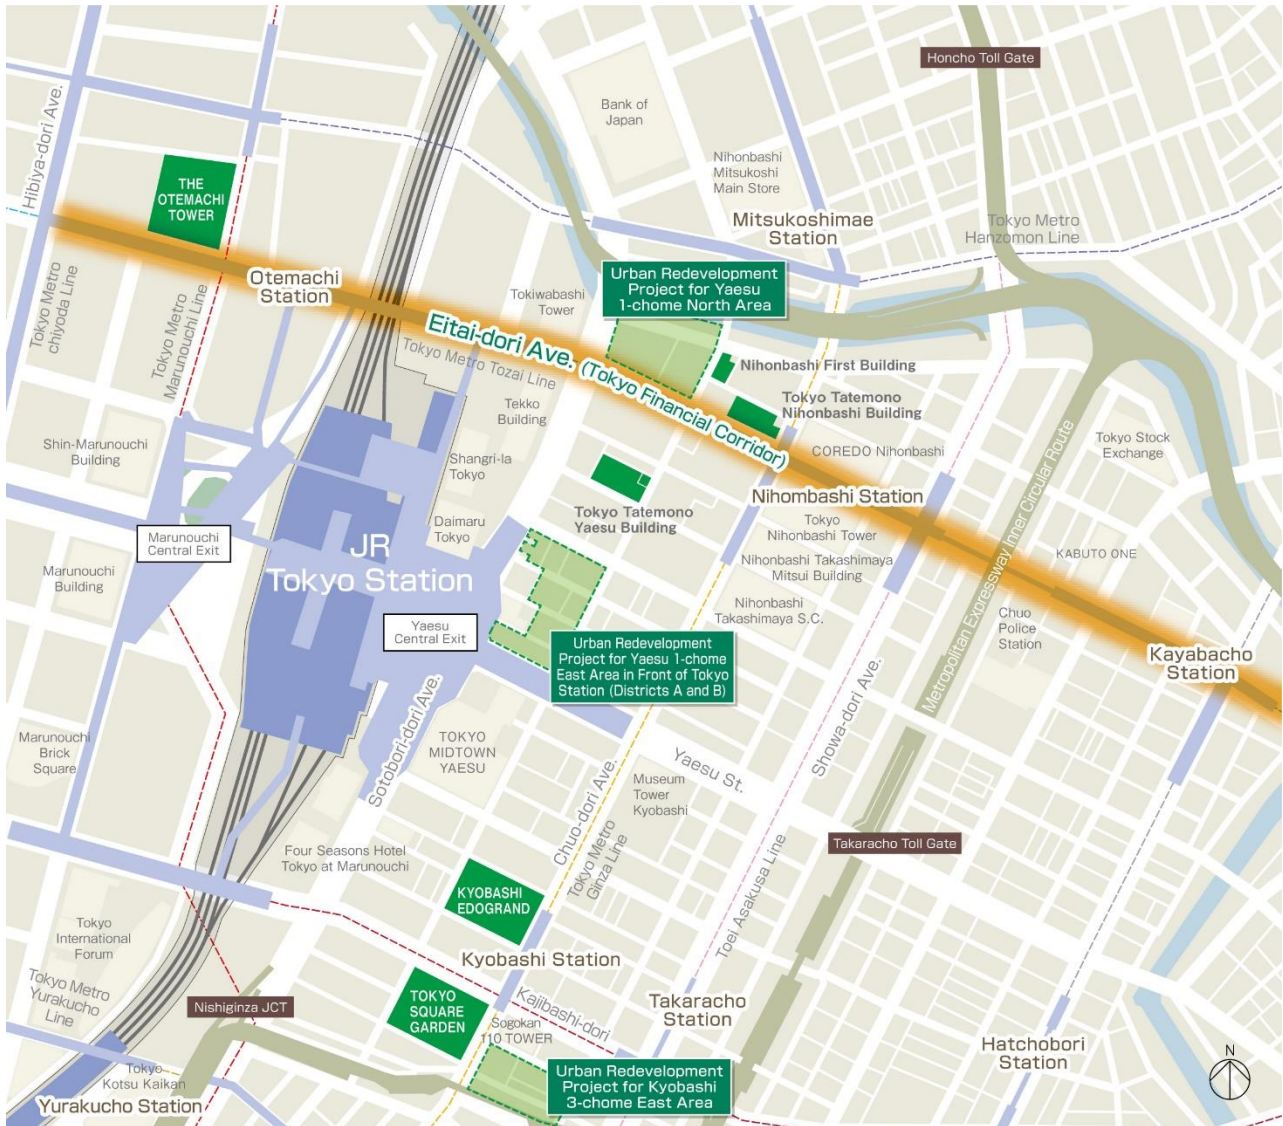 Honcho Toll Gate
Bank of
Japan
Hibiya-dori Ave.
Nihonbashi
Mitsukoshi
Main Store
THE
OTEMACHI
TOWER
Mitsukoshimae
Station
Tokyo Metro
Hanzomon Line
Otemachi
Station
Urban Redevelopment
Project for Yaesu
1-chome North Area
Tokiwabashi
Tower
Tokyo Metro
chiyoda Line
Tokyo Metro
Marunouchi Line
Eitai-dori Ave. (Tokyo Financial Corridor)
Tokyo Metro Tozai Line
Nihonbashi First Building
Tokyo Tatemono
Nihonbashi Building
Tekko
Building
Shin-Marunouchi
Building
Shangri-la
Tokyo
COREDO Nihonbashi
Tokyo Stock
Exchange
Nihombashi Station
Tokyo Tatemono
Yaesu Building
Daimaru
Tokyo
Tokyo
Nihonbashi Tower
Metropolitan Expressway Inner Circular Route
Marunouchi
Central Exit
JR
Tokyo Station
KABUTO ONE
Nihonbashi Takashimaya
Mitsui Building
Marunouchi
Building
Nihonbashi
Takashimaya S.C.
Yaesu
Central Exit
Chuo
Police
Station
Urban Redevelopment
Project for Yaesu 1-chome
East Area in Front of Tokyo
Station (Districts A and B)
Kayabacho
Station
Sotobori-dori Ave.
Showa-dori Ave.
Marunouchi
Brick
Square
TOKYO
MIDTOWN
YAESU
Yaesu St.
Chuo-dori Ave.
Museum
Tower
Kyobashi
Takaracho Toll Gate
Four Seasons Hotel
Tokyo at Marunouchi
Tokyo Metro
Ginza Line
Toei Asakusa Line
KYOBASHI
EDOGRAND
Tokyo
International
Forum
Kyobashi Station
Tokyo Metro
Yurakucho
Line
Nishiginza JCT
TOKYO
SQUARE
GARDEN
Kajibashi-dori
Takaracho
Station
Sogokan
110 TOWER
Hatchobori
Station
Tokyo
Kotsu Kaikan
Urban Redevelopment
Project for Kyobashi
3-chome East Area
N
Yurakucho Station